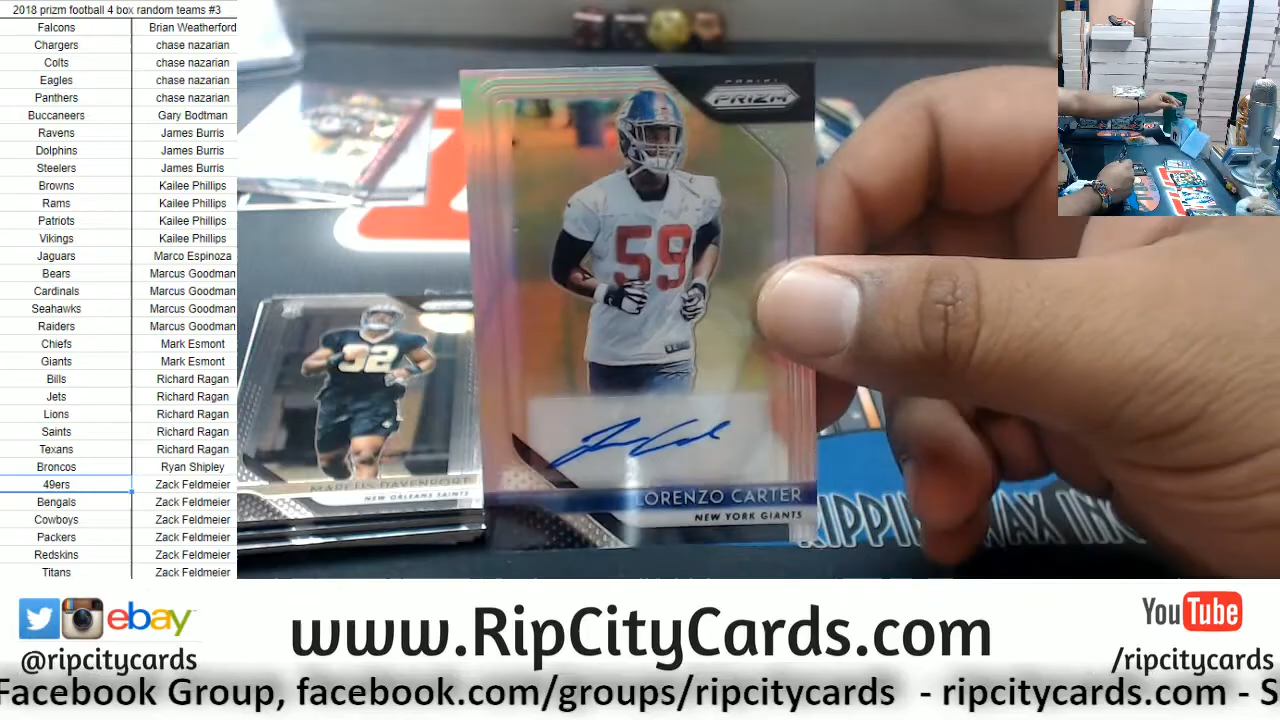 2018 prizm football 4 box random teams #3
Falcons Brian Weatherford
Chargers chase nazarian
Colts chase nazarian
Eagles chase nazarian
Panthers chase nazarian
Buccaneers Gary Bodtman
Ravens James Burris
Dolphins James Burris
Steelers James Burris
Browns Kailee Phillips
Rams Kailee Phillips
Patriots Kailee Phillips
Vikings Kailee Phillips
Jaguars Marco Espinoza
Bears Marcus Goodman
Cardinals Marcus Goodman
Seahawks Marcus Goodman
Raiders Marcus Goodman
Chiefs Mark Esmont
Giants Mark Esmont
Bills Richard Ragan
Jets Richard Ragan
Lions Richard Ragan
Saints Richard Ragan
Texans Richard Ragan
Broncos Ryan Shipley
49ers Zack Feldmeier
Bengals Zack Feldmeier
Cowboys Zack Feldmeier
Packers Zack Feldmeier
Redskins Zack Feldmeier
Titans Zack Feldmeier
PANINI
PRIZM
59
LORENZO CARTER
NEW YORK GIANTS
92
MARCUS DAVENPORT
NEW ORLEANS SAINTS
ebay
@ripcitycards
www.RipCityCards.com
YouTube
/ripcitycards
Facebook Group, facebook.com/groups/ripcitycards - ripcitycards.com - S